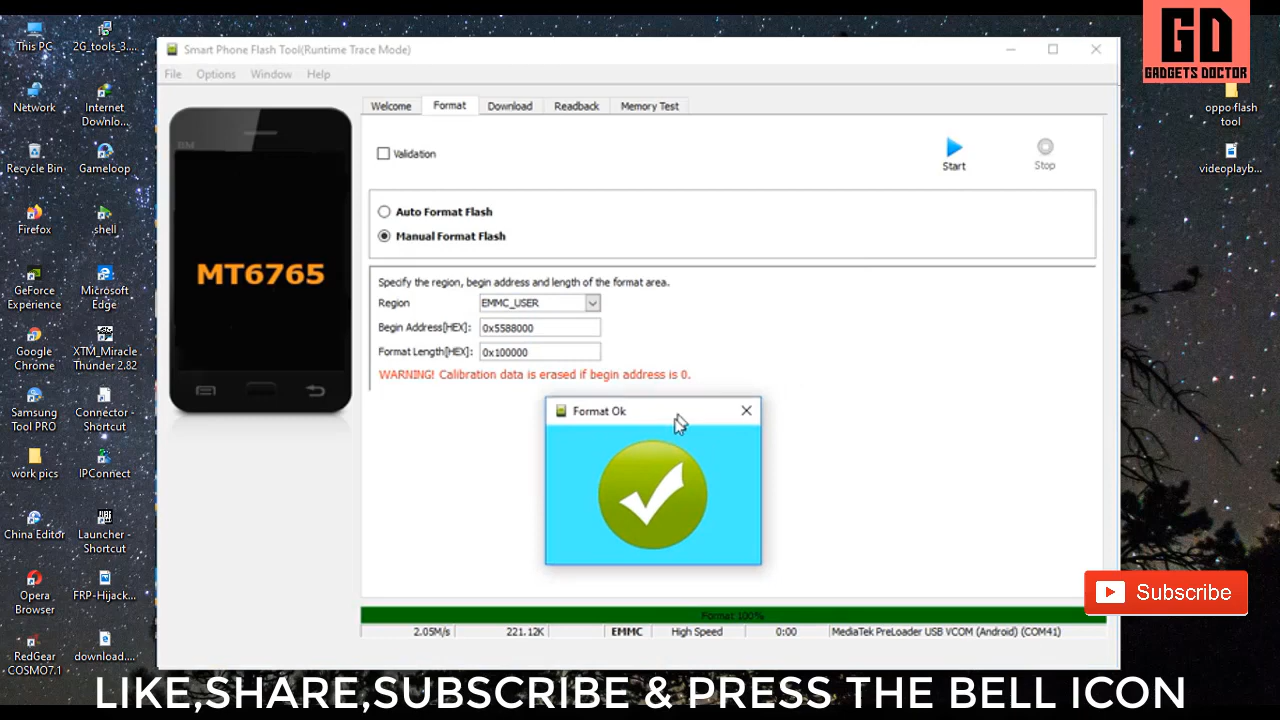 This PC
2G_tools_3....
Network
Internet
Downlo...
Recycle Bin
Gameloop
Firefox
shell
GeForce
Experience
Microsoft
Edge
Google
Chrome
XTM_Miracle
Thunder 2.82
Samsung
Tool PRO
Connector -
Shortcut
work pics
IPConnect
China Editor
Launcher -
Shortcut
Opera
Browser
FRP-Hijack...
RedGear
COSMO7.1
download....
Smart Phone Flash Tool(Runtime Trace Mode)
File Options Window Help
BM
MT6765
Welcome Format Download Readback Memory Test
Validation
Start
Stop
Auto Format Flash
Manual Format Flash
Specify the region, begin address and length of the format area.
Region EMMC_USER
Begin Address[HEX]: 0x5588000
Format Length[HEX]: 0x100000
WARNING! Calibration data is erased if begin address is 0.
Format Ok
Format 100%
2.05M/s 221.12K EMMC High Speed 0:00 MediaTek PreLoader USB VCOM (Android) (COM41)
GD
GADGETS DOCTOR
oppo flash
tool
videoplayb...
Subscribe
LIKE,SHARE,SUBSCRIBE & PRESS THE BELL ICON